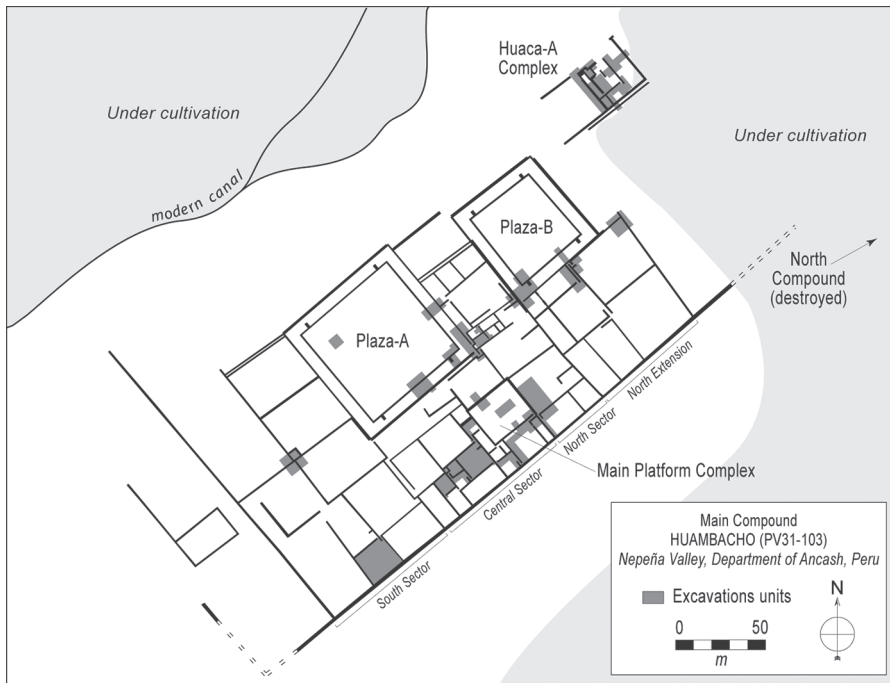 Huaca-A
Complex
Under cultivation
Under cultivation
modern canal
Plaza-B
North
Compound
(destroyed)
Plaza-A
North Extension
North Sector
Main Platform Complex
Central Sector
South Sector
Main Compound
HUAMBACHO (PV31-103)
Nepeña Valley, Department of Ancash, Peru
Excavations units
N
0 50
m